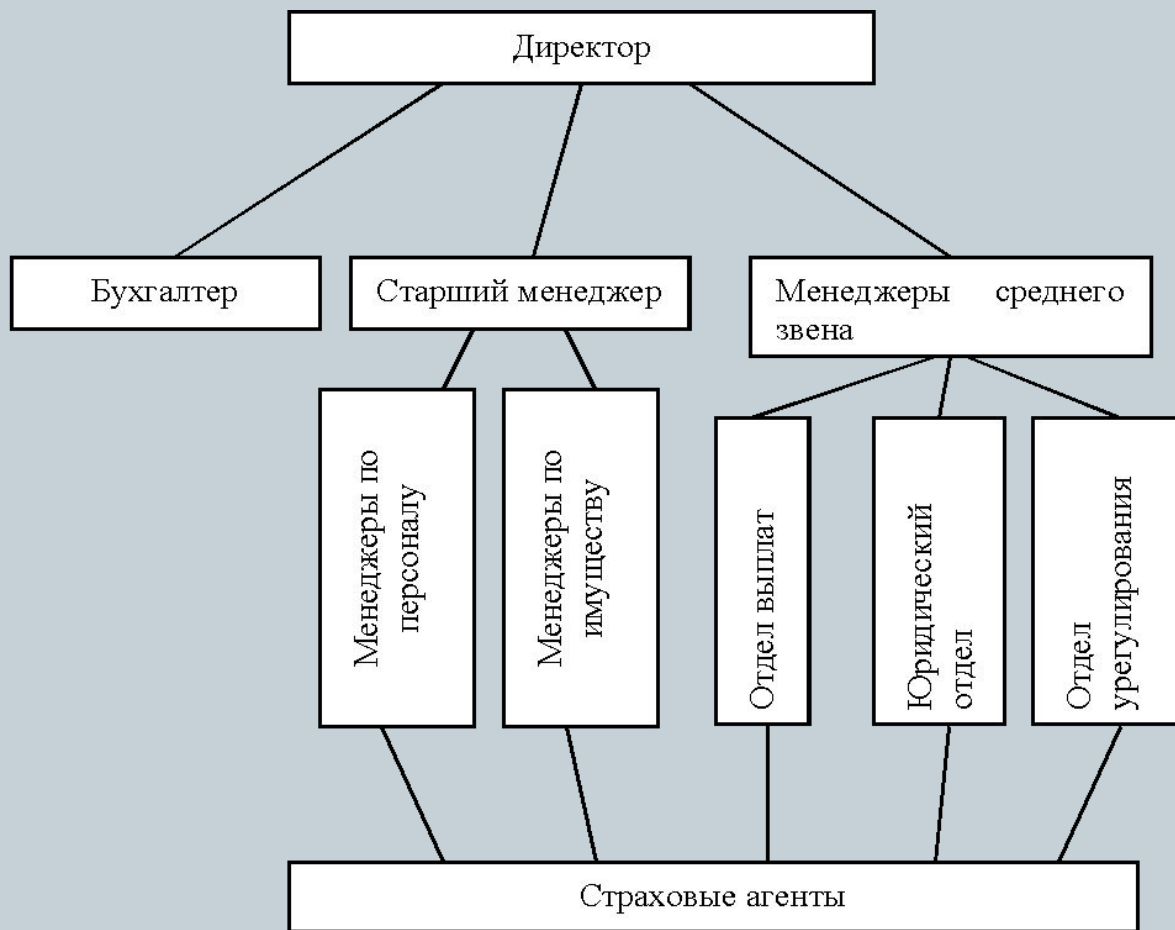 Директор
Бухгалтер
Старший менеджер
Менеджеры среднего
звена
Менеджеры по
персоналу
Менеджеры по
имуществу
Отдел выплат
Юридический
отдел
Отдел
урегулирования
Страховые агенты